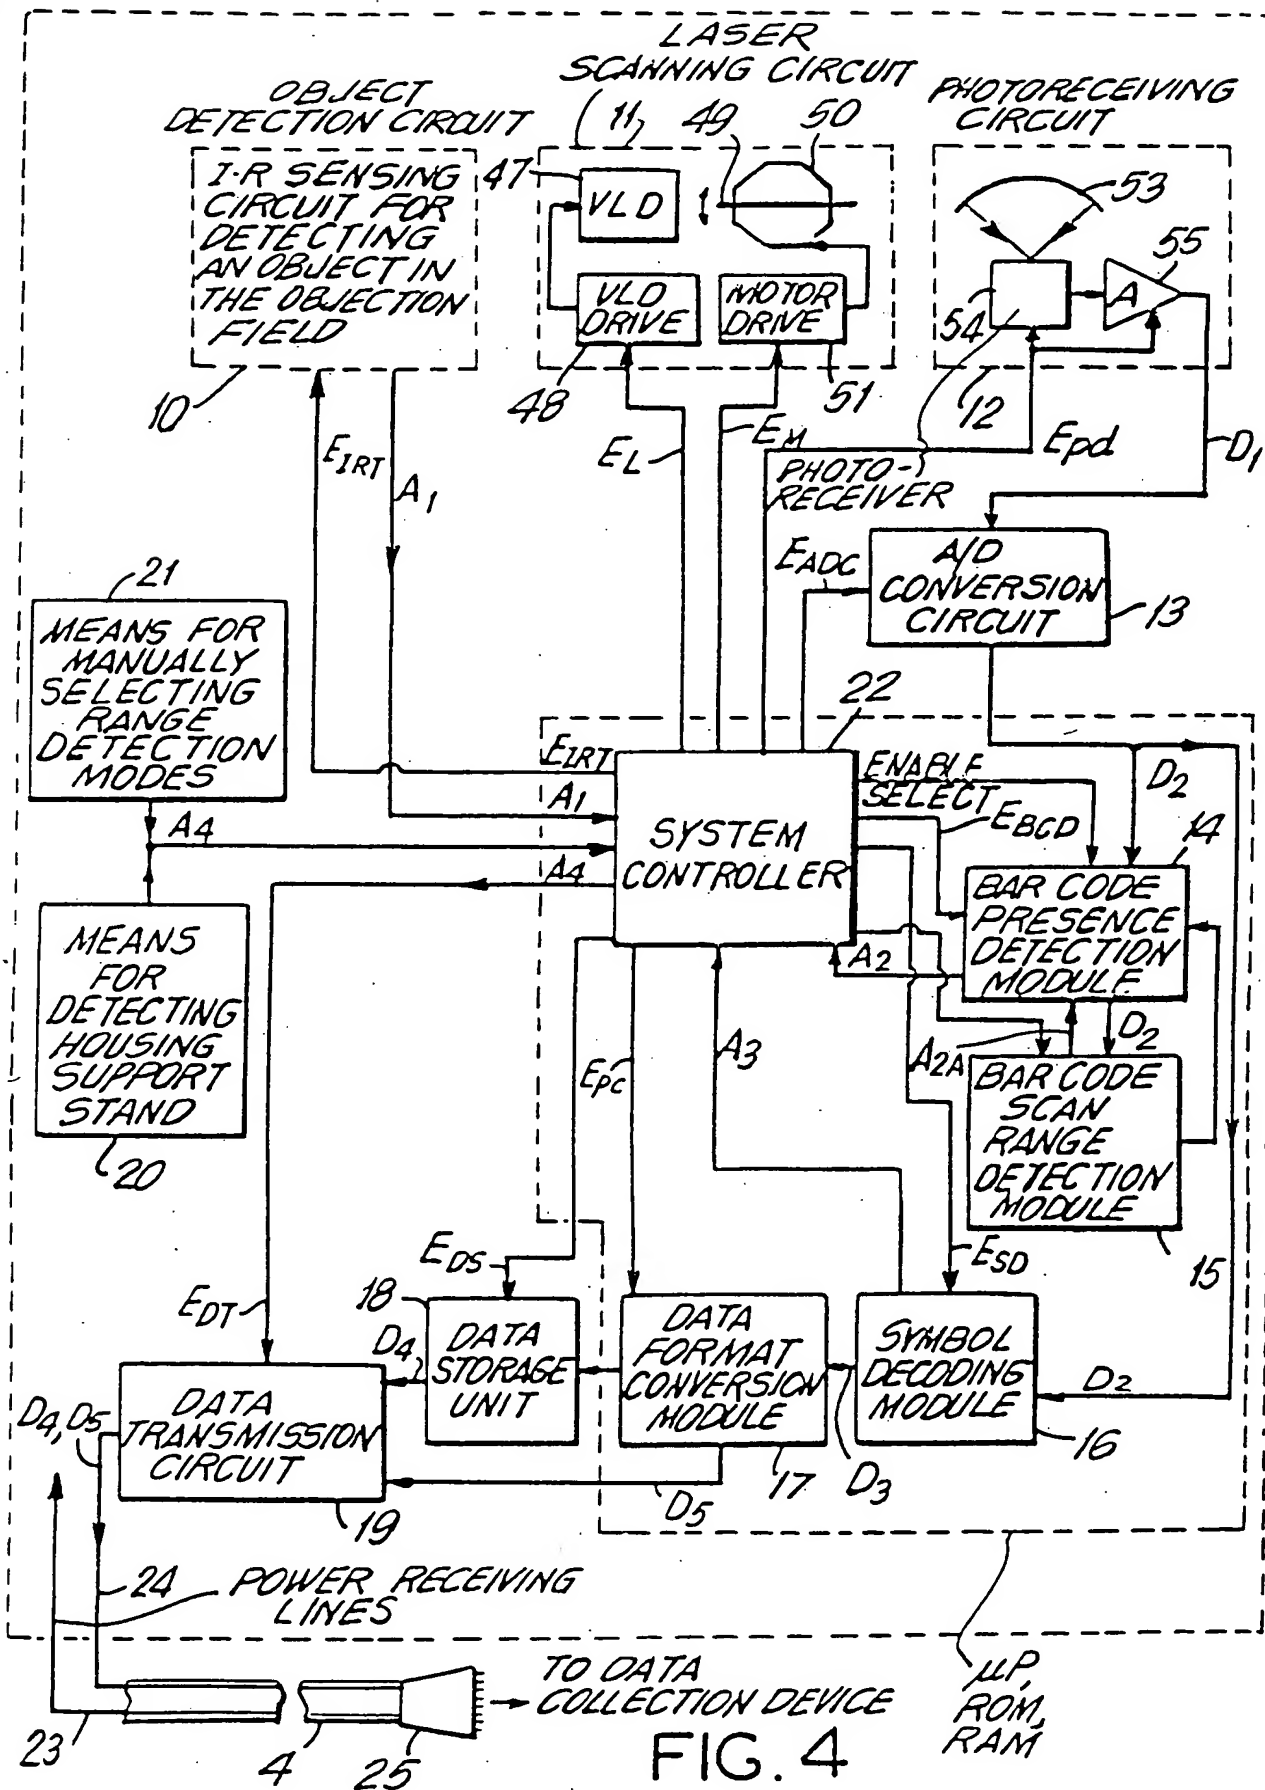 LASER
SCANNING CIRCUIT
OBJECT
DETECTION CIRCUIT
PHOTORECEIVING
CIRCUIT
11
49
50
I-R SENSING
CIRCUIT FOR
DETECTING
AN OBJECT IN
THE OBJECTION
FIELD
47
VLD
53
55
A
54
VLD
DRIVE
MOTOR
DRIVE
10
48
51
12
EIRT
A1
EL
EM
Epd
D1
PHOTO-
RECEIVER
EADC
A/D
CONVERSION
CIRCUIT
13
21
MEANS FOR
MANUALLY
SELECTING
RANGE
DETECTION
MODES
22
EIRT
A1
ENABLE
SELECT
D2
EBCD
14
A4
SYSTEM
CONTROLLER
A4
BAR CODE
PRESENCE
DETECTION
MODULE
A2
MEANS
FOR
DETECTING
HOUSING
SUPPORT
STAND
20
EPC
A3
A2A
D2
BAR CODE
SCAN
RANGE
DETECTION
MODULE
15
EDS
ESD
EDT
18
D4
DATA
STORAGE
UNIT
DATA
FORMAT
CONVERSION
MODULE
SYMBOL
DECODING
MODULE
D2
D4, D5
DATA
TRANSMISSION
CIRCUIT
16
17
D3
D5
19
24
POWER RECEIVING
LINES
TO DATA
COLLECTION DEVICE
μP,
ROM,
RAM
23
4
25
FIG. 4